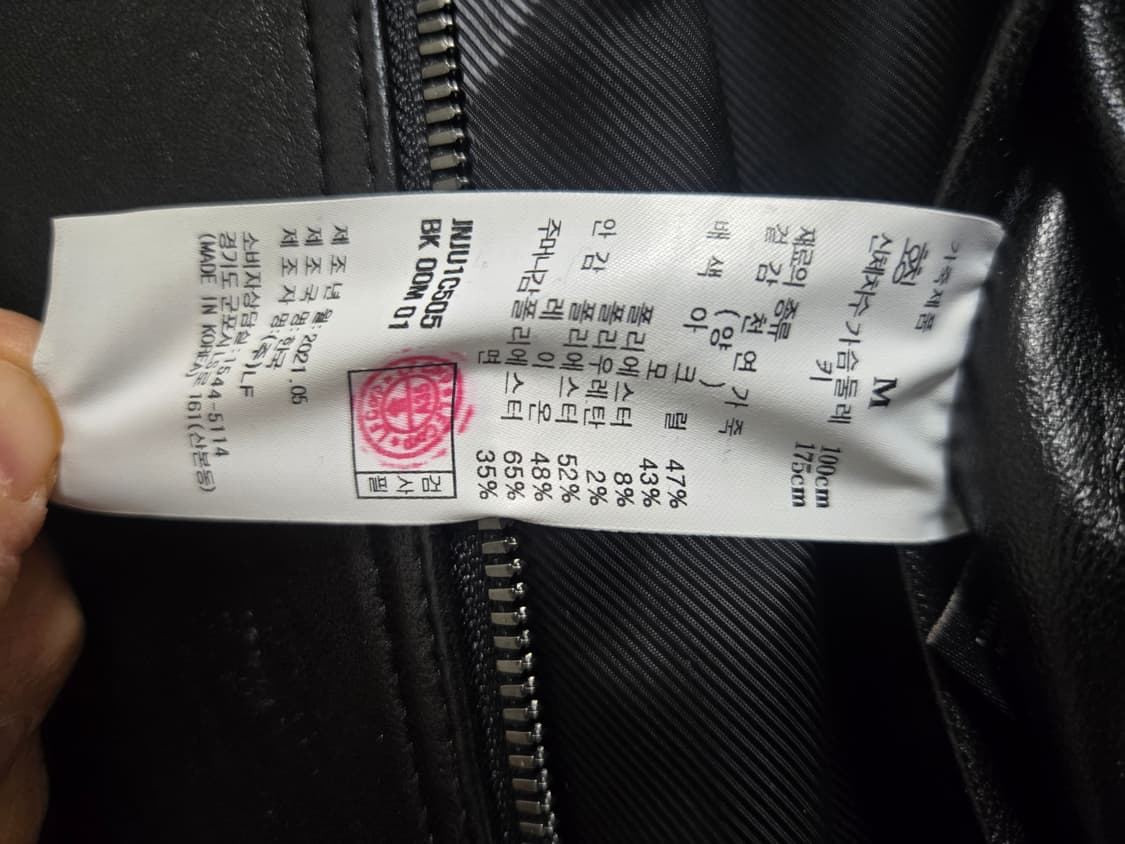 가죽제품
호칭 M
신체치수 가슴둘레 100cm
키 175cm
재료의 종류
겉감 천연가죽
(양)
배색 아크릴 47%
모 43%
폴리에스터 8%
폴리우레탄 2%
안감 폴리에스터 52%
레이온 48%
주머니감 폴리에스터 65%
면 35%
JNJU1C505
BK 00M 01
검사필
제조년월: 2021.05
제조국명: 한국
제조자명: (주)LF
소비자상담실: 1544-5114
경기도 군포시 LS로 161(산본동)
(MADE IN KOREA)